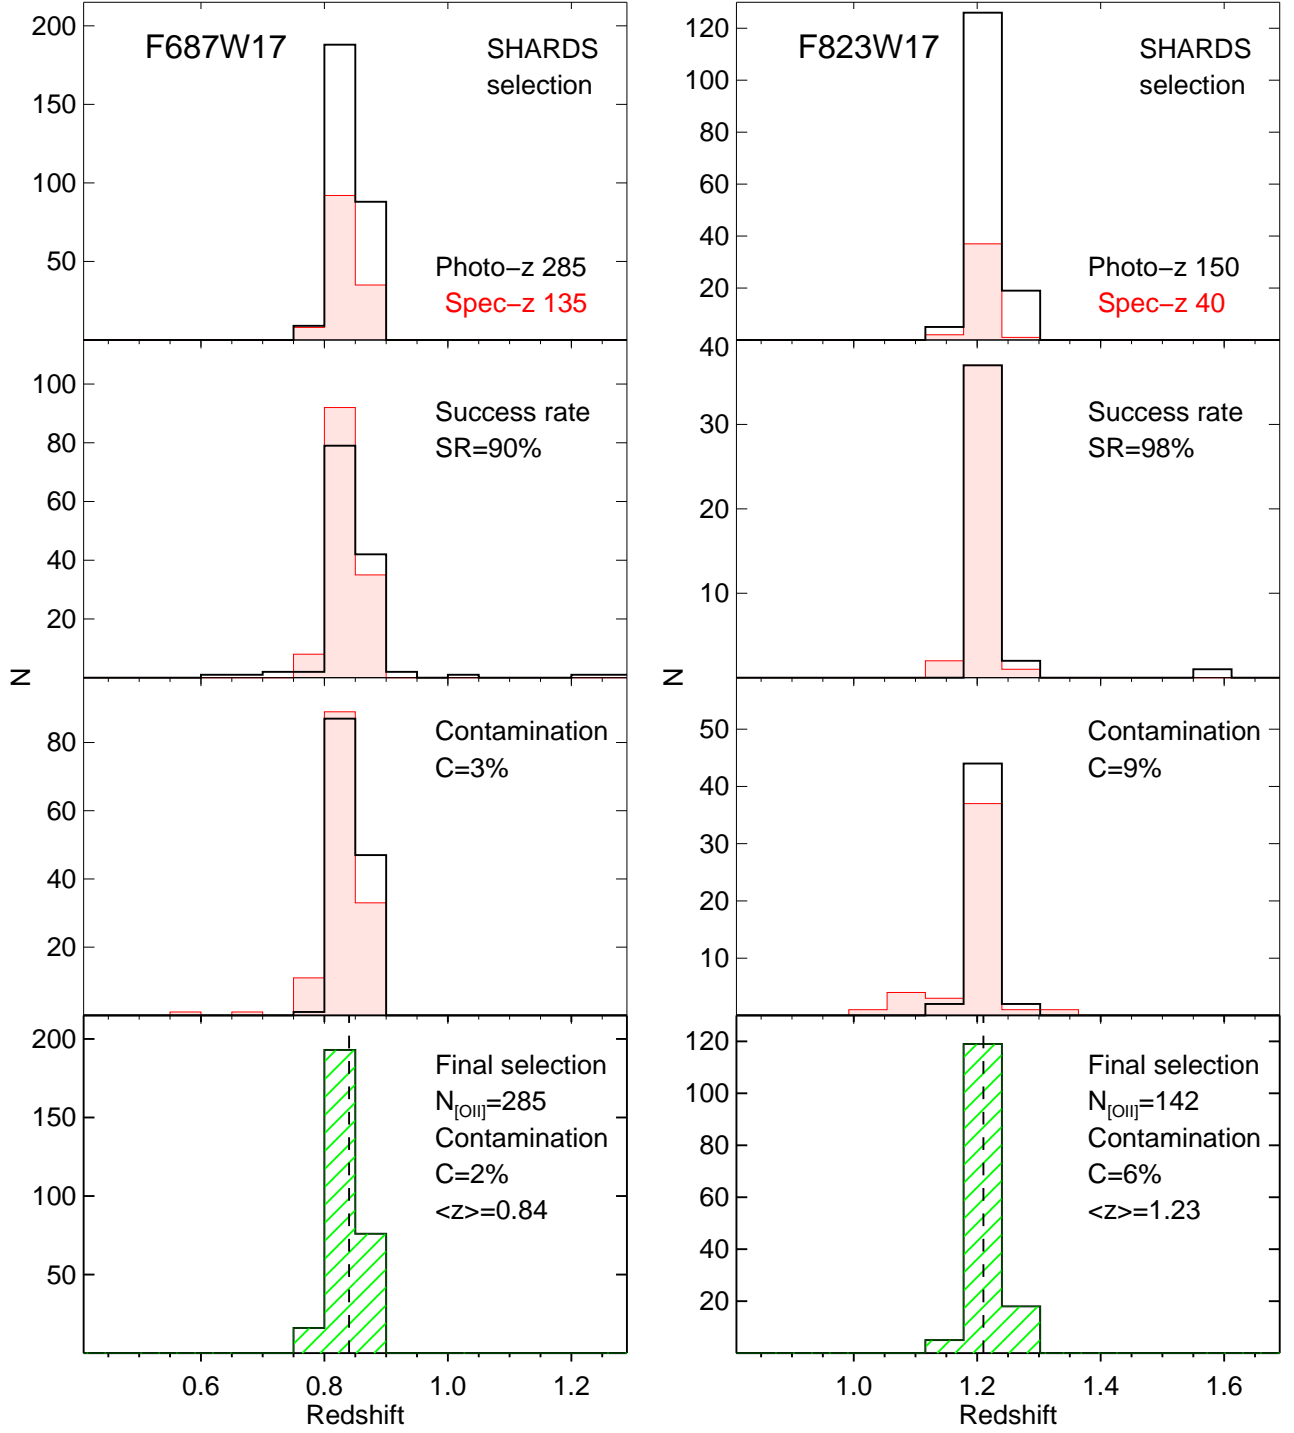 F687W17
SHARDS
selection
200
150
100
50
Photo−z 285
Spec−z 135
100
80
60
40
20
Success rate
SR=90%
N
80
60
40
20
Contamination
C=3%
200
150
100
50
Final selection
N[OII]=285
Contamination
C=2%
<z>=0.84
0.6 0.8 1.0 1.2
Redshift
F823W17
SHARDS
selection
120
100
80
60
40
20
Photo−z 150
Spec−z 40
40
30
20
10
Success rate
SR=98%
N
50
40
30
20
10
Contamination
C=9%
120
100
80
60
40
20
Final selection
N[OII]=142
Contamination
C=6%
<z>=1.23
1.0 1.2 1.4 1.6
Redshift